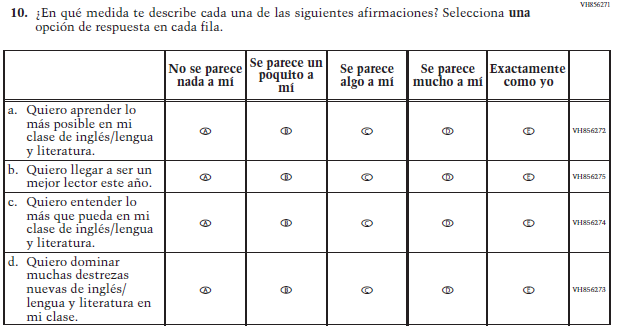 VH856271
10. ¿En qué medida te describe cada una de las siguientes afirmaciones? Selecciona una
opción de respuesta en cada fila.
No se parece
nada a mí
Se parece un
poquito a
mí
Se parece
algo a mí
Se parece
mucho a mí
Exactamente
como yo
a. Quiero aprender lo
más posible en mi
clase de inglés/lengua
y literatura.
A B C D E VH856272
b. Quiero llegar a ser un
mejor lector este año.
A B C D E VH856275
c. Quiero entender lo
más que pueda en mi
clase de inglés/lengua
y literatura.
A B C D E VH856274
d. Quiero dominar
muchas destrezas
nuevas de inglés/
lengua y literatura en
mi clase.
A B C D E VH856273